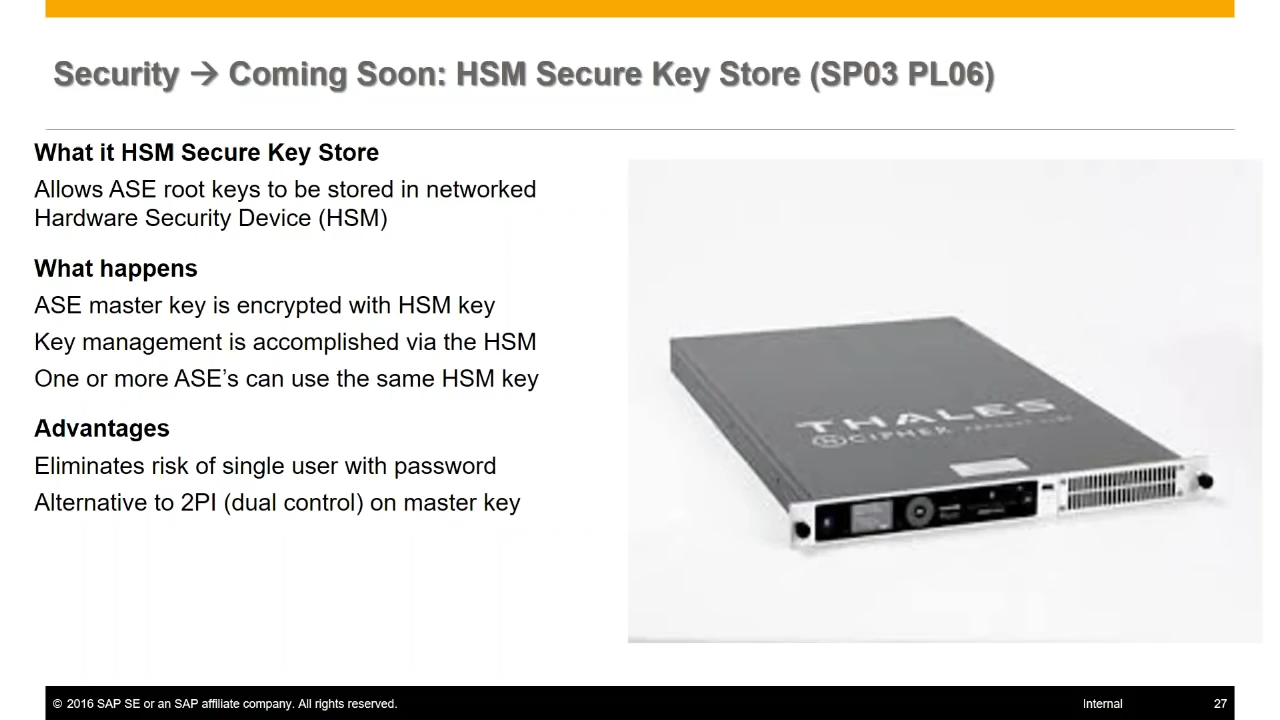 Security → Coming Soon: HSM Secure Key Store (SP03 PL06)
What it HSM Secure Key Store
Allows ASE root keys to be stored in networked
Hardware Security Device (HSM)
What happens
ASE master key is encrypted with HSM key
Key management is accomplished via the HSM
One or more ASE’s can use the same HSM key
Advantages
Eliminates risk of single user with password
Alternative to 2PI (dual control) on master key
THALES
NCIPHER
© 2016 SAP SE or an SAP affiliate company. All rights reserved.
Internal
27